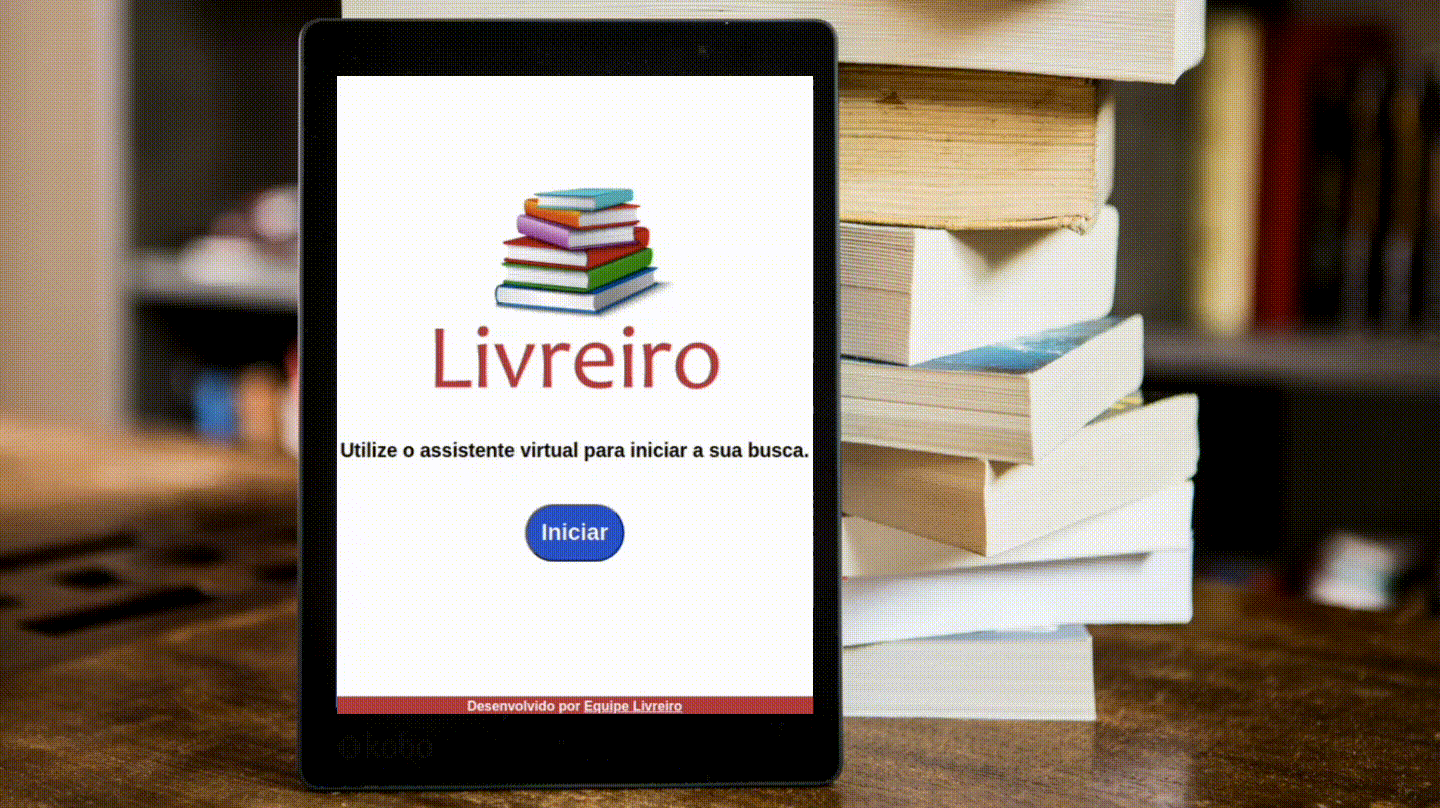 Livreiro
Utilize o assistente virtual para iniciar a sua busca.
Iniciar
Desenvolvido por Equipe Livreiro
kobo